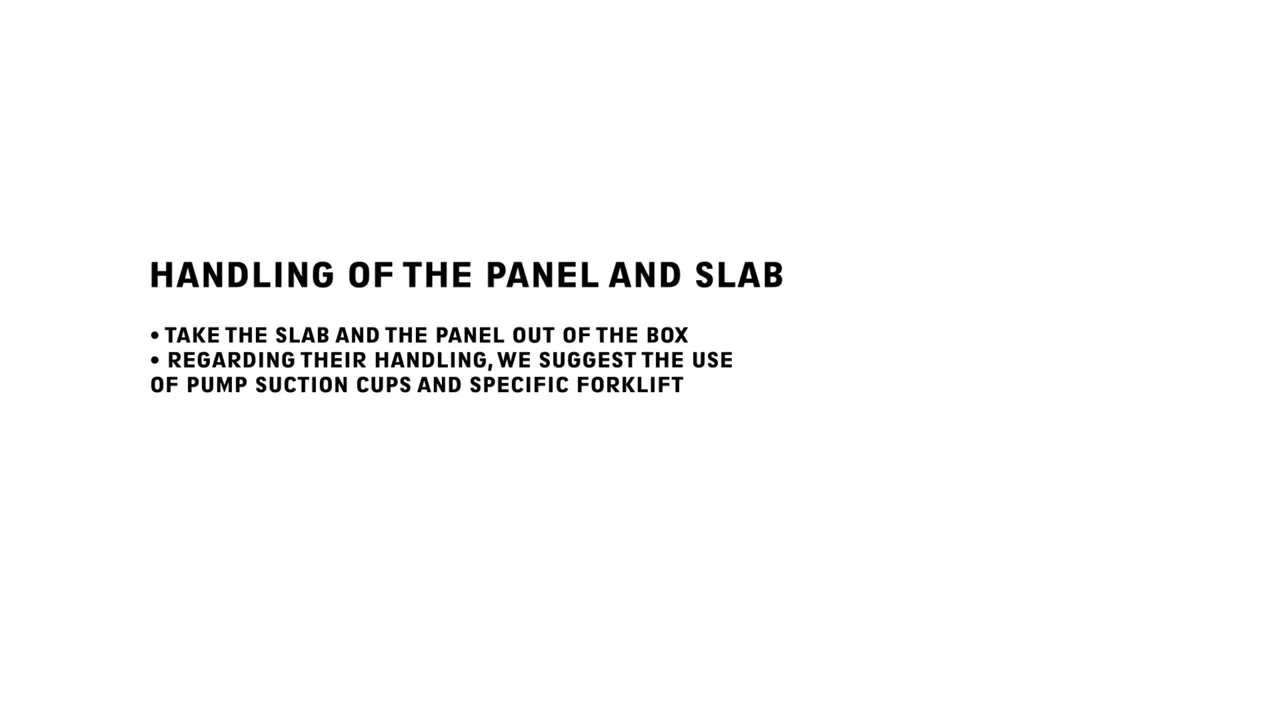 HANDLING OF THE PANEL AND SLAB
• TAKE THE SLAB AND THE PANEL OUT OF THE BOX
• REGARDING THEIR HANDLING, WE SUGGEST THE USE
OF PUMP SUCTION CUPS AND SPECIFIC FORKLIFT